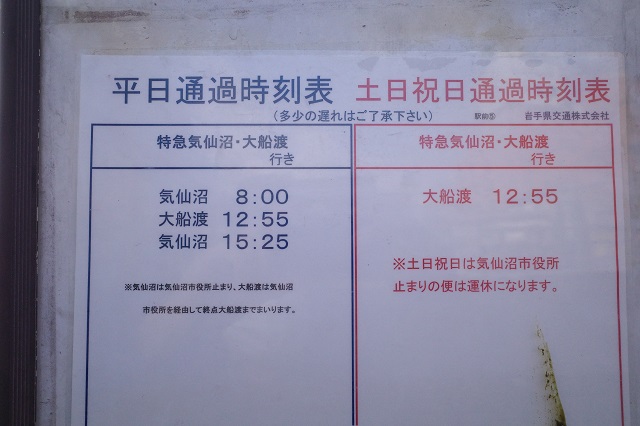 平日通過時刻表 土日祝日通過時刻表
(多少の遅れはご了承下さい) 駅前⑤ 岩手県交通株式会社
特急気仙沼・大船渡
行き
気仙沼 8:00
大船渡 12:55
気仙沼 15:25
※気仙沼は気仙沼市役所止まり、大船渡は気仙沼
市役所を経由して終点大船渡までまいります。
特急気仙沼・大船渡
行き
大船渡 12:55
※土日祝日は気仙沼市役所
止まりの便は運休になります。